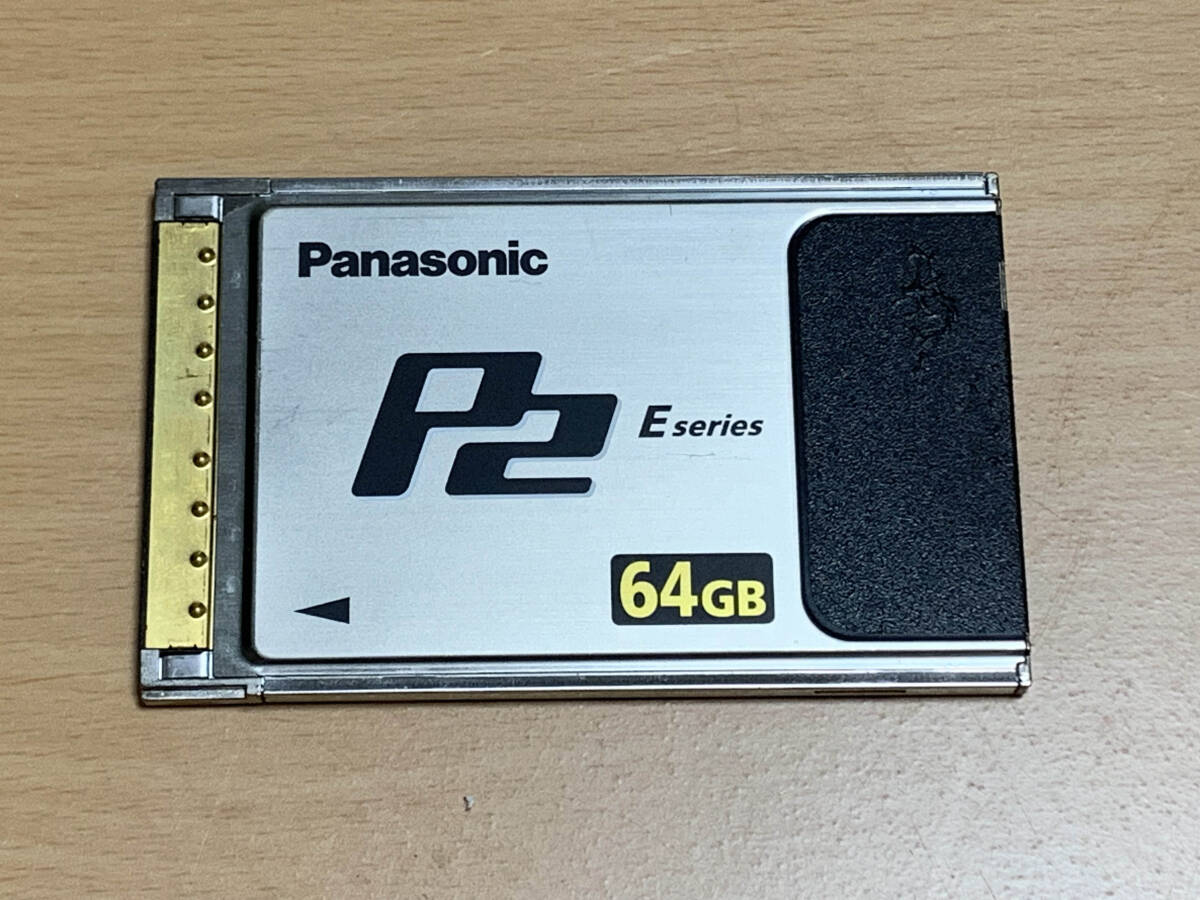 Panasonic
P2 E series
64GB